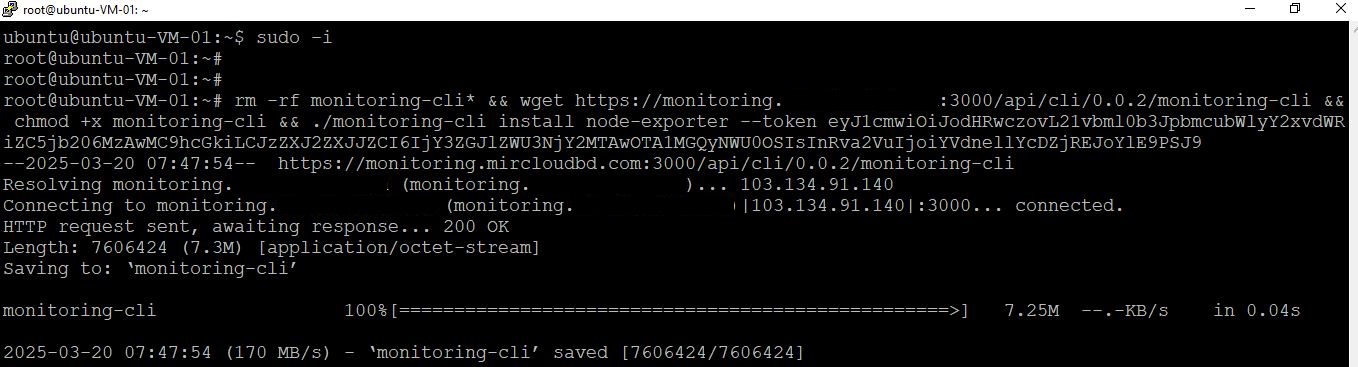 root@ubuntu-VM-01: ~
ubuntu@ubuntu-VM-01:~$ sudo -i
root@ubuntu-VM-01:~#
root@ubuntu-VM-01:~#
root@ubuntu-VM-01:~# rm -rf monitoring-cli* && wget https://monitoring. :3000/api/cli/0.0.2/monitoring-cli &&
chmod +x monitoring-cli && ./monitoring-cli install node-exporter --token eyJ1cmwiOiJodHRwczovL21vbml0b3JpbmcubWlyY2xvdWR
iZC5jb206MzAwMC9hcGkiLCJzZXJ2ZXJJZCI6IjY3ZGJlZWU3NjY2MTAwOTA1MGQyNWU0OSIsInRva2VuIjoiYVdnellYcDZjREJoYlE9PSJ9
--2025-03-20 07:47:54-- https://monitoring.mircloudbd.com:3000/api/cli/0.0.2/monitoring-cli
Resolving monitoring. (monitoring. )... 103.134.91.140
Connecting to monitoring. (monitoring. )|103.134.91.140|:3000... connected.
HTTP request sent, awaiting response... 200 OK
Length: 7606424 (7.3M) [application/octet-stream]
Saving to: ‘monitoring-cli’
monitoring-cli 100%[==================================================>] 7.25M --.-KB/s in 0.04s
2025-03-20 07:47:54 (170 MB/s) - ‘monitoring-cli’ saved [7606424/7606424]